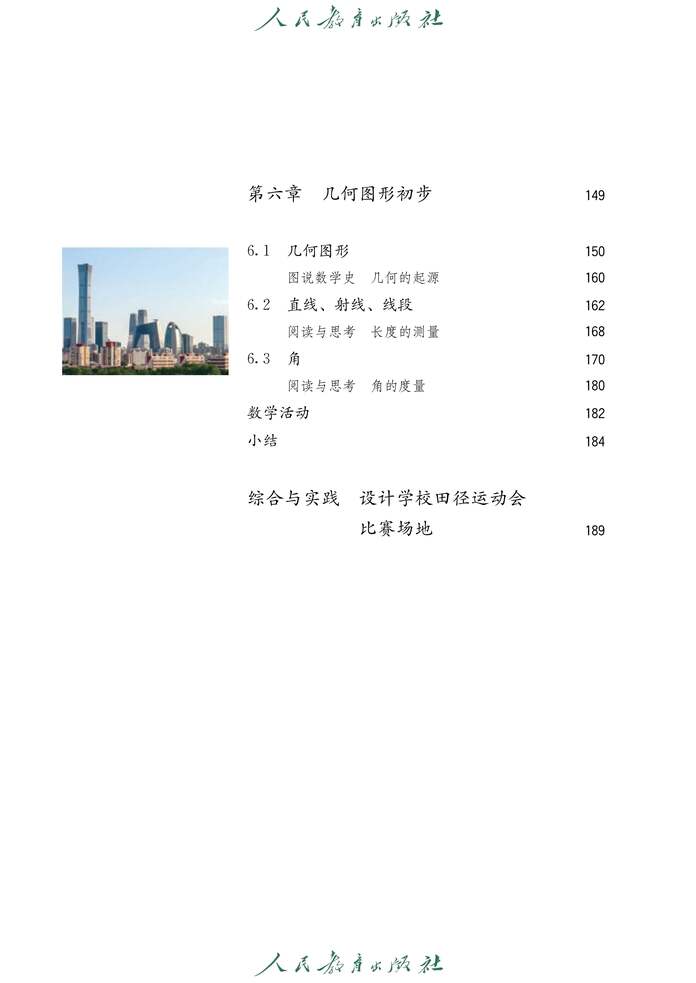 人民教育出版社
第六章 几何图形初步 149
6.1 几何图形 150
图说数学史 几何的起源 160
6.2 直线、射线、线段 162
阅读与思考 长度的测量 168
6.3 角 170
阅读与思考 角的度量 180
数学活动 182
小结 184
综合与实践 设计学校田径运动会
比赛场地 189
人民教育出版社